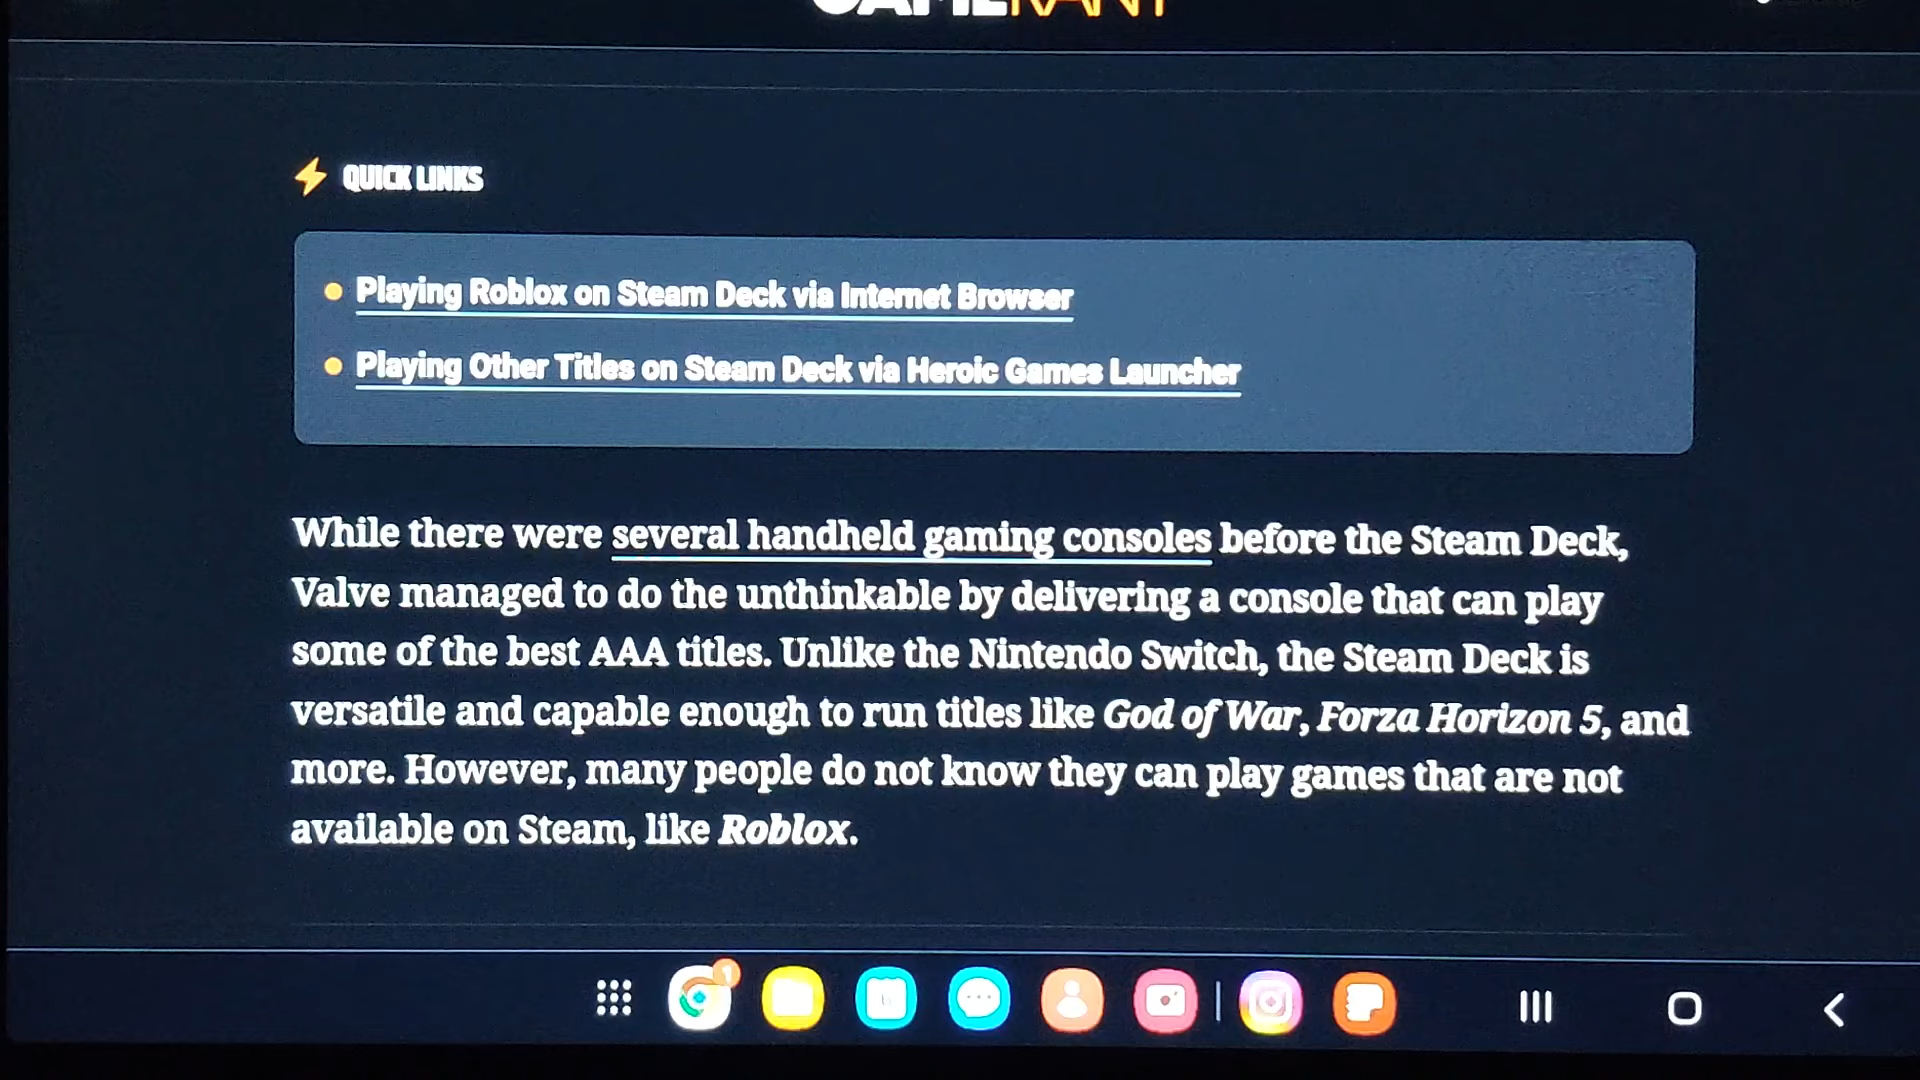 GAMERANT
QUICK LINKS
Playing Roblox on Steam Deck via Internet Browser
Playing Other Titles on Steam Deck via Heroic Games Launcher
While there were several handheld gaming consoles before the Steam Deck,
Valve managed to do the unthinkable by delivering a console that can play
some of the best AAA titles. Unlike the Nintendo Switch, the Steam Deck is
versatile and capable enough to run titles like God of War, Forza Horizon 5, and
more. However, many people do not know they can play games that are not
available on Steam, like Roblox.
1